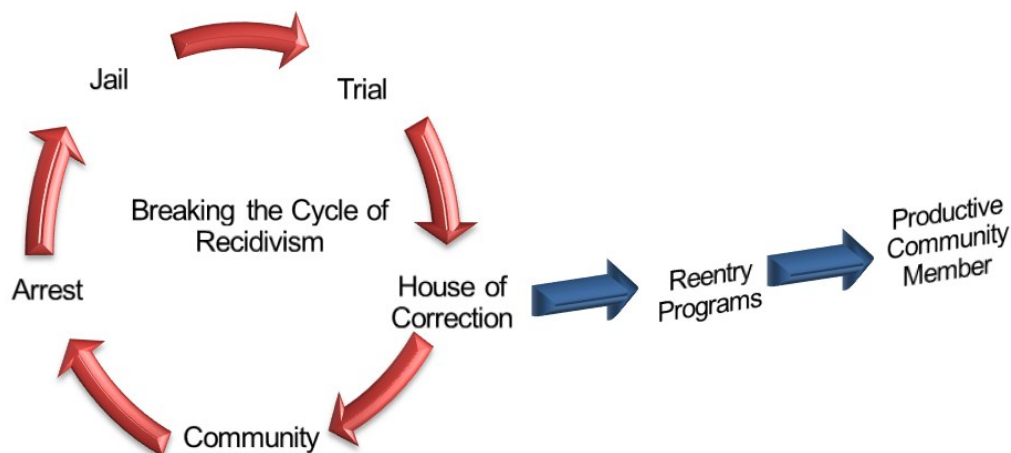 Jail
Trial
Breaking the Cycle of
Recidivism
Arrest
House of
Correction
Community
Reentry
Programs
Productive
Community
Member